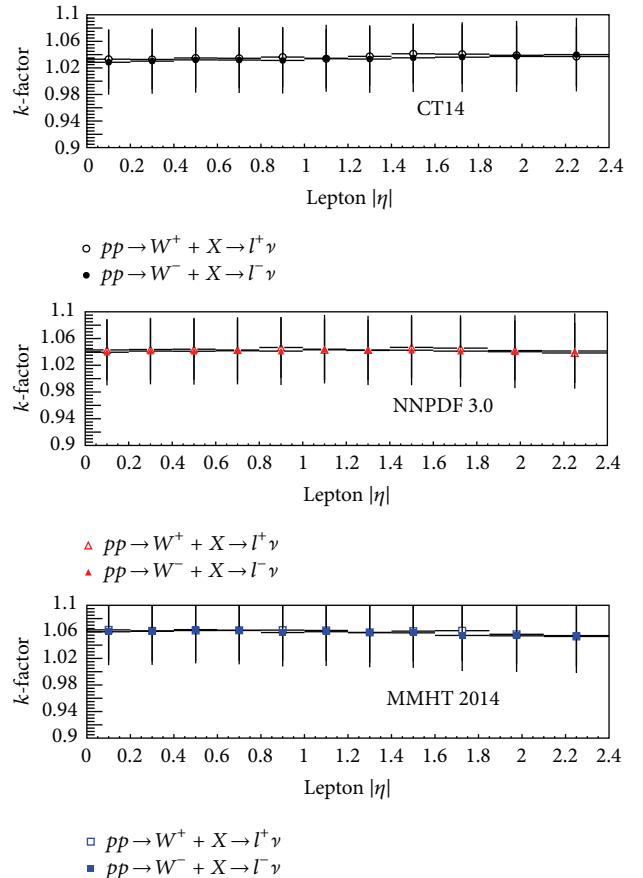 1.1
1.06
1.02
0.98
0.94
0.9
k-factor
CT14
0 0.2 0.4 0.6 0.8 1 1.2 1.4 1.6 1.8 2 2.2 2.4
Lepton |η|
pp → W⁺ + X → l⁺ν
pp → W⁻ + X → l⁻ν
1.1
1.06
1.02
0.98
0.94
0.9
k-factor
NNPDF 3.0
0 0.2 0.4 0.6 0.8 1 1.2 1.4 1.6 1.8 2 2.2 2.4
Lepton |η|
pp → W⁺ + X → l⁺ν
pp → W⁻ + X → l⁻ν
1.1
1.06
1.02
0.98
0.94
0.9
k-factor
MMHT 2014
0 0.2 0.4 0.6 0.8 1 1.2 1.4 1.6 1.8 2 2.2 2.4
Lepton |η|
pp → W⁺ + X → l⁺ν
pp → W⁻ + X → l⁻ν